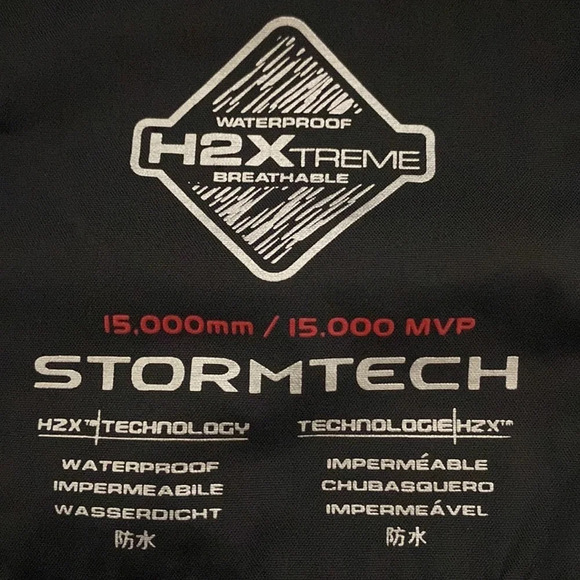 WATERPROOF
H2XTREME
BREATHABLE
15,000mm / 15,000 MVP
STORMTECH
H2X™ TECHNOLOGY
TECHNOLOGIE H2X™
WATERPROOF
IMPERMÉABLE
IMPERMEABILE
CHUBASQUERO
WASSERDICHT
IMPERMEÁVEL
防水
防水